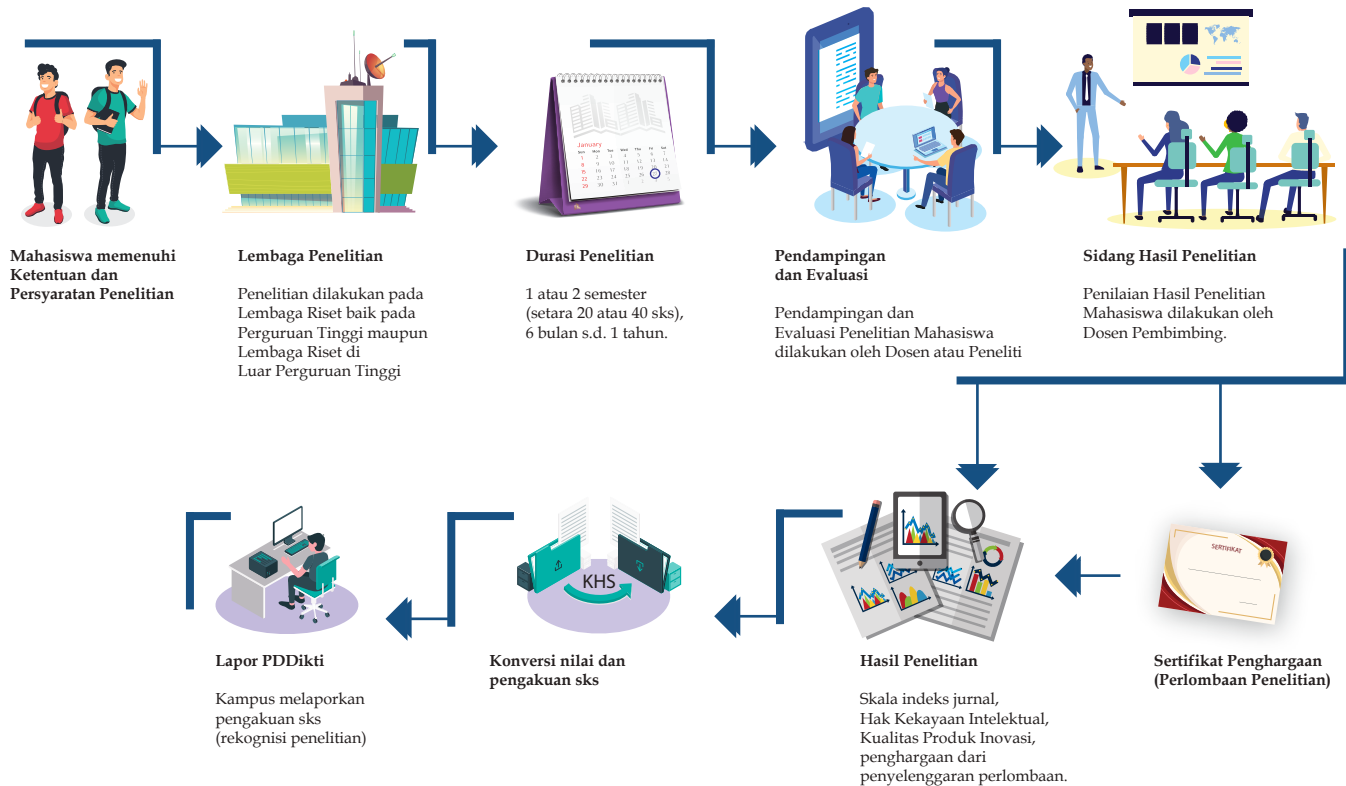 Mahasiswa memenuhi
Ketentuan dan
Persyaratan Penelitian
Lembaga Penelitian
Penelitian dilakukan pada
Lembaga Riset baik pada
Perguruan Tinggi maupun
Lembaga Riset di
Luar Perguruan Tinggi
January
Durasi Penelitian
1 atau 2 semester
(setara 20 atau 40 sks),
6 bulan s.d. 1 tahun.
Pendampingan
dan Evaluasi
Pendampingan dan
Evaluasi Penelitian Mahasiswa
dilakukan oleh Dosen atau Peneliti
Sidang Hasil Penelitian
Penilaian Hasil Penelitian
Mahasiswa dilakukan oleh
Dosen Pembimbing.
Lapor PDDikti
Kampus melaporkan
pengakuan sks
(rekognisi penelitian)
KHS
Konversi nilai dan
pengakuan sks
Hasil Penelitian
Skala indeks jurnal,
Hak Kekayaan Intelektual,
Kualitas Produk Inovasi,
penghargaan dari
penyelenggaran perlombaan.
SERTIFIKAT
Sertifikat Penghargaan
(Perlombaan Penelitian)